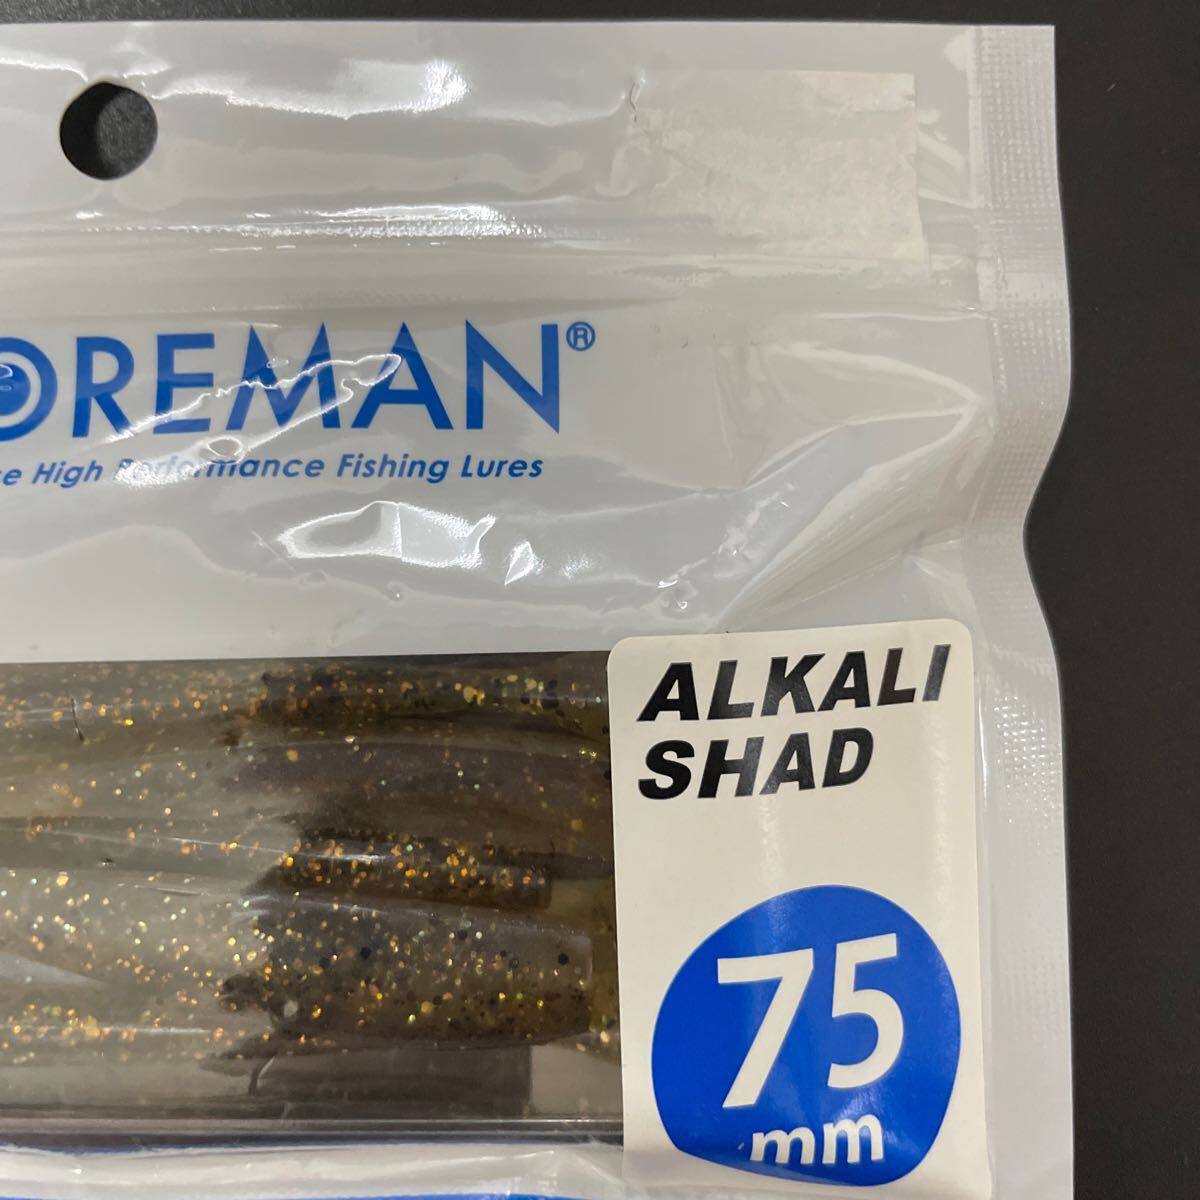 OREMAN®
High Performance Fishing Lures
ALKALI
SHAD
75
mm